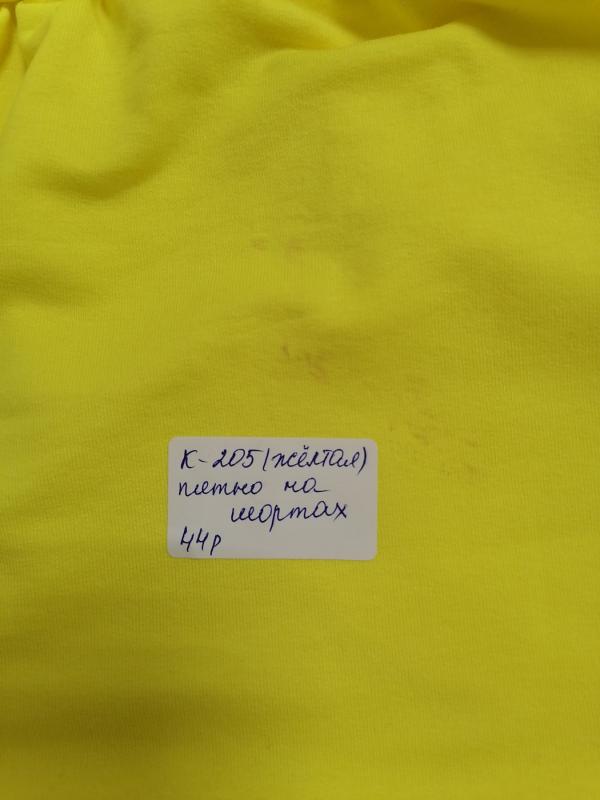 К-205 (жёлтая)
пятно на
шортах
44р